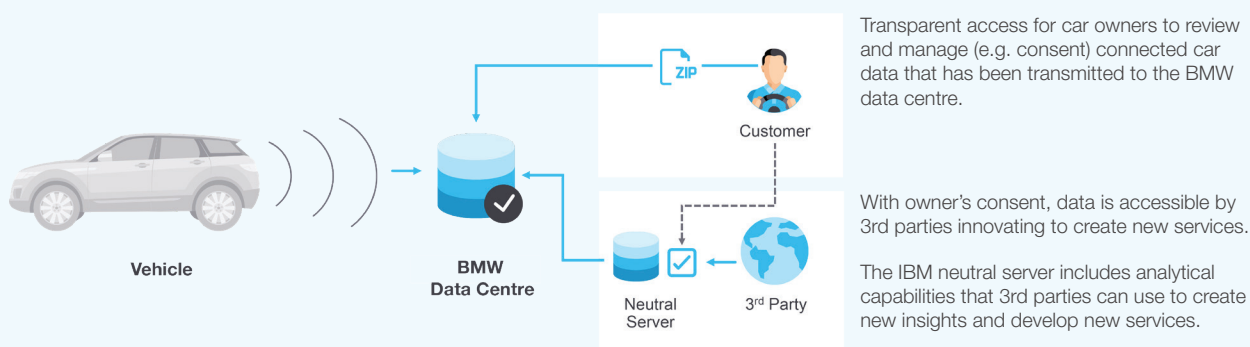 Transparent access for car owners to review
and manage (e.g. consent) connected car
data that has been transmitted to the BMW
data centre.
ZIP
Customer
With owner's consent, data is accessible by
3rd parties innovating to create new services.
Vehicle
BMW
Data Centre
Neutral
Server
3rd Party
The IBM neutral server includes analytical
capabilities that 3rd parties can use to create
new insights and develop new services.